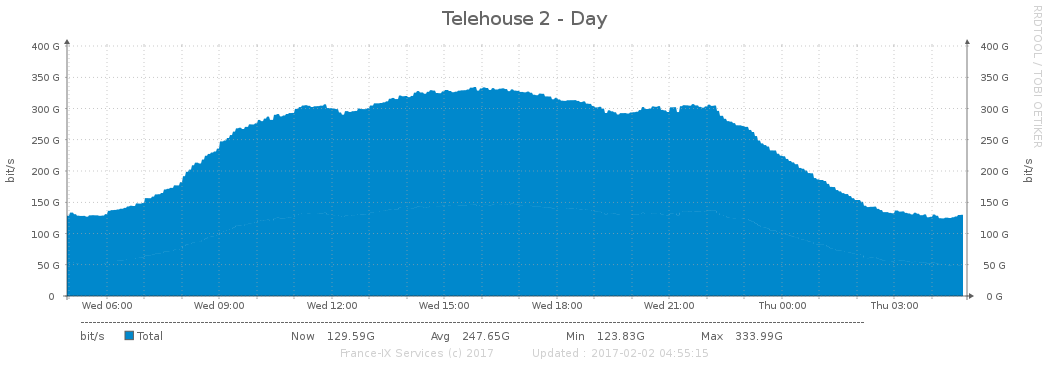 Telehouse 2 - Day
RRDTOOL / TOBI OETIKER
400 G 400 G
350 G 350 G
300 G 300 G
250 G 250 G
200 G 200 G
150 G 150 G
100 G 100 G
50 G 50 G
0 0 G
bit/s bit/s
Wed 06:00 Wed 09:00 Wed 12:00 Wed 15:00 Wed 18:00 Wed 21:00 Thu 00:00 Thu 03:00
bit/s Total Now 129.59G Avg 247.65G Min 123.83G Max 333.99G
France-IX Services (c) 2017 Updated : 2017-02-02 04:55:15